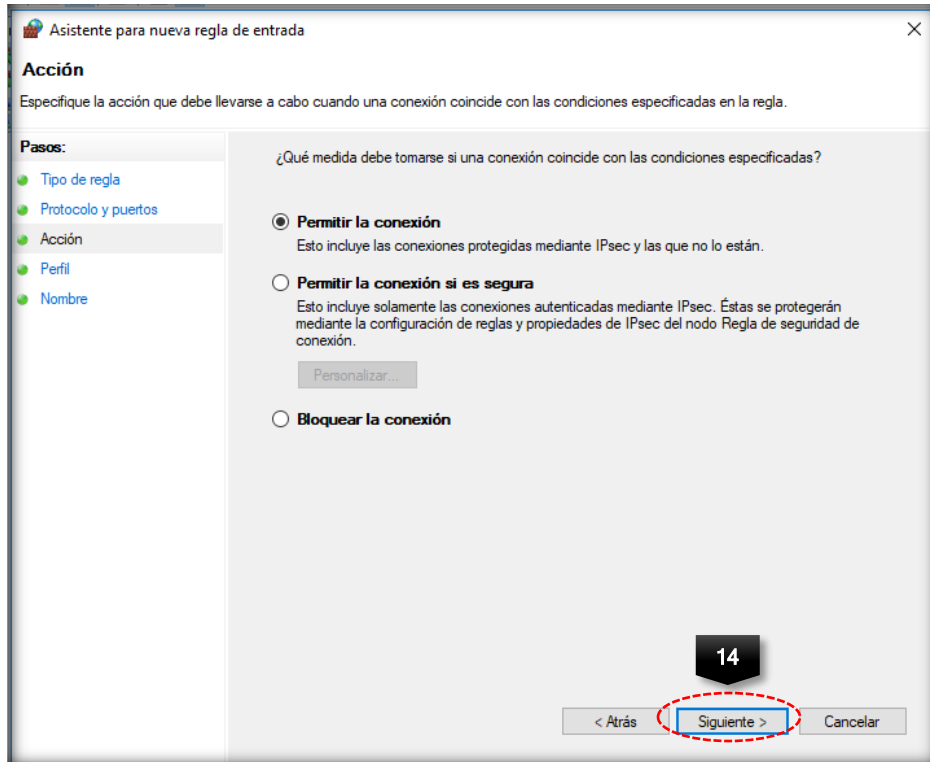 Asistente para nueva regla de entrada
Acción
Especifique la acción que debe llevarse a cabo cuando una conexión coincide con las condiciones especificadas en la regla.
Pasos:
Tipo de regla
Protocolo y puertos
Acción
Perfil
Nombre
¿Qué medida debe tomarse si una conexión coincide con las condiciones especificadas?
Permitir la conexión
Esto incluye las conexiones protegidas mediante IPsec y las que no lo están.
Permitir la conexión si es segura
Esto incluye solamente las conexiones autenticadas mediante IPsec. Éstas se protegerán
mediante la configuración de reglas y propiedades de IPsec del nodo Regla de seguridad de
conexión.
Personalizar...
Bloquear la conexión
14
< Atrás
Siguiente >
Cancelar